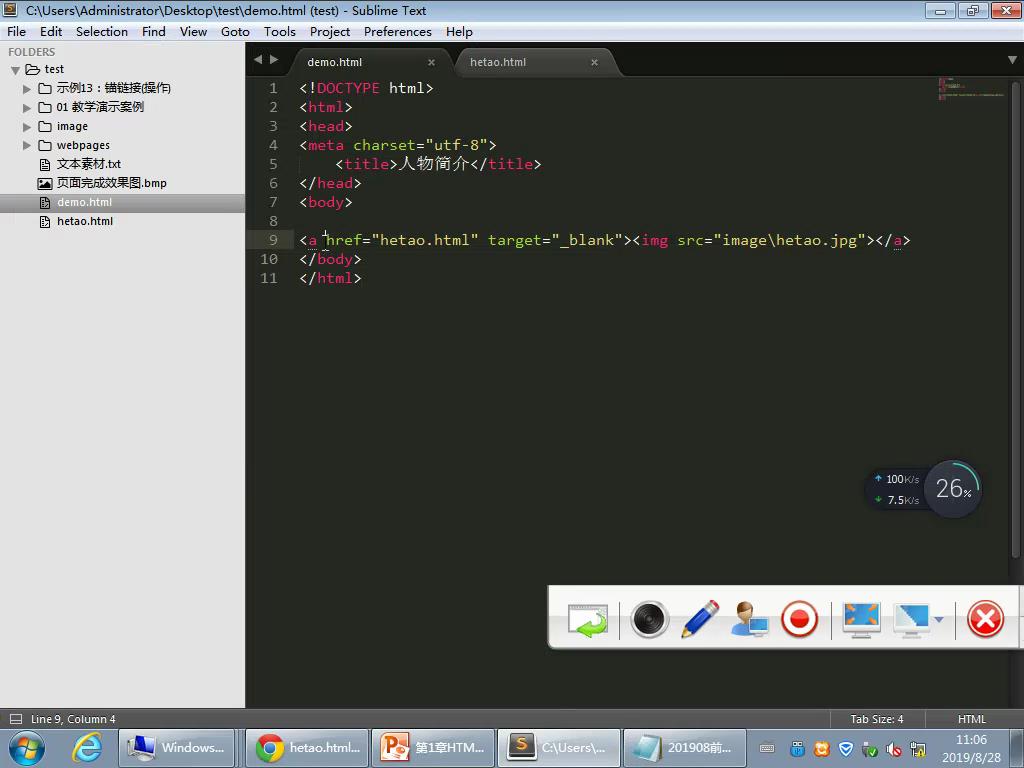 C:\Users\Administrator\Desktop\test\demo.html (test) - Sublime Text
File Edit Selection Find View Goto Tools Project Preferences Help
FOLDERS
test
示例13：锚链接(操作)
01 教学演示案例
image
webpages
文本素材.txt
页面完成效果图.bmp
demo.html
hetao.html
demo.html
hetao.html
1 <!DOCTYPE html>
2 <html>
3 <head>
4 <meta charset="utf-8">
5 <title>人物简介</title>
6 </head>
7 <body>
8
9 <a href="hetao.html" target="_blank"><img src="image\hetao.jpg"></a>
10 </body>
11 </html>
100K/s
7.5K/s
26%
Line 9, Column 4
Tab Size: 4
HTML
Windows...
hetao.html...
第1章HTM...
C:\Users\...
201908前...
11:06
2019/8/28